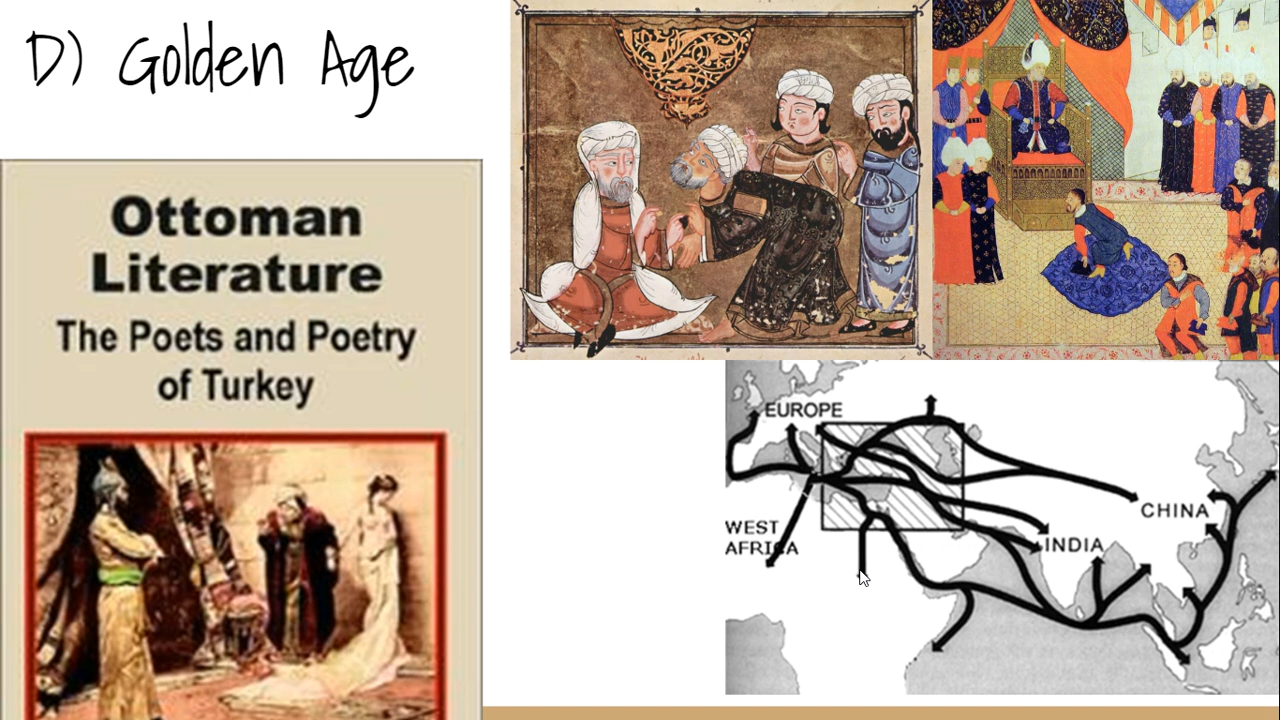 D) Golden Age
Ottoman
Literature
The Poets and Poetry
of Turkey
EUROPE
WEST
AFRICA
CHINA
INDIA